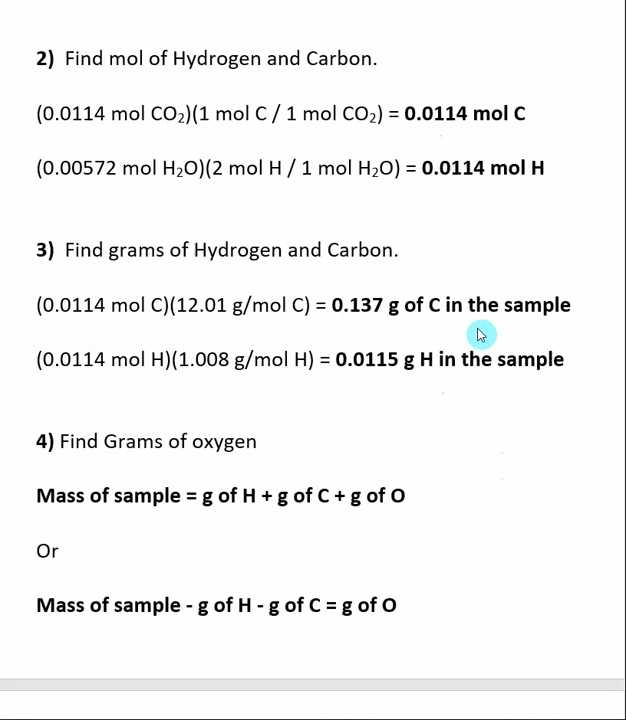 2) Find mol of Hydrogen and Carbon.
(0.0114 mol CO₂)(1 mol C / 1 mol CO₂) = 0.0114 mol C
(0.00572 mol H₂O)(2 mol H / 1 mol H₂O) = 0.0114 mol H
3) Find grams of Hydrogen and Carbon.
(0.0114 mol C)(12.01 g/mol C) = 0.137 g of C in the sample
(0.0114 mol H)(1.008 g/mol H) = 0.0115 g H in the sample
4) Find Grams of oxygen
Mass of sample = g of H + g of C + g of O
Or
Mass of sample - g of H - g of C = g of O